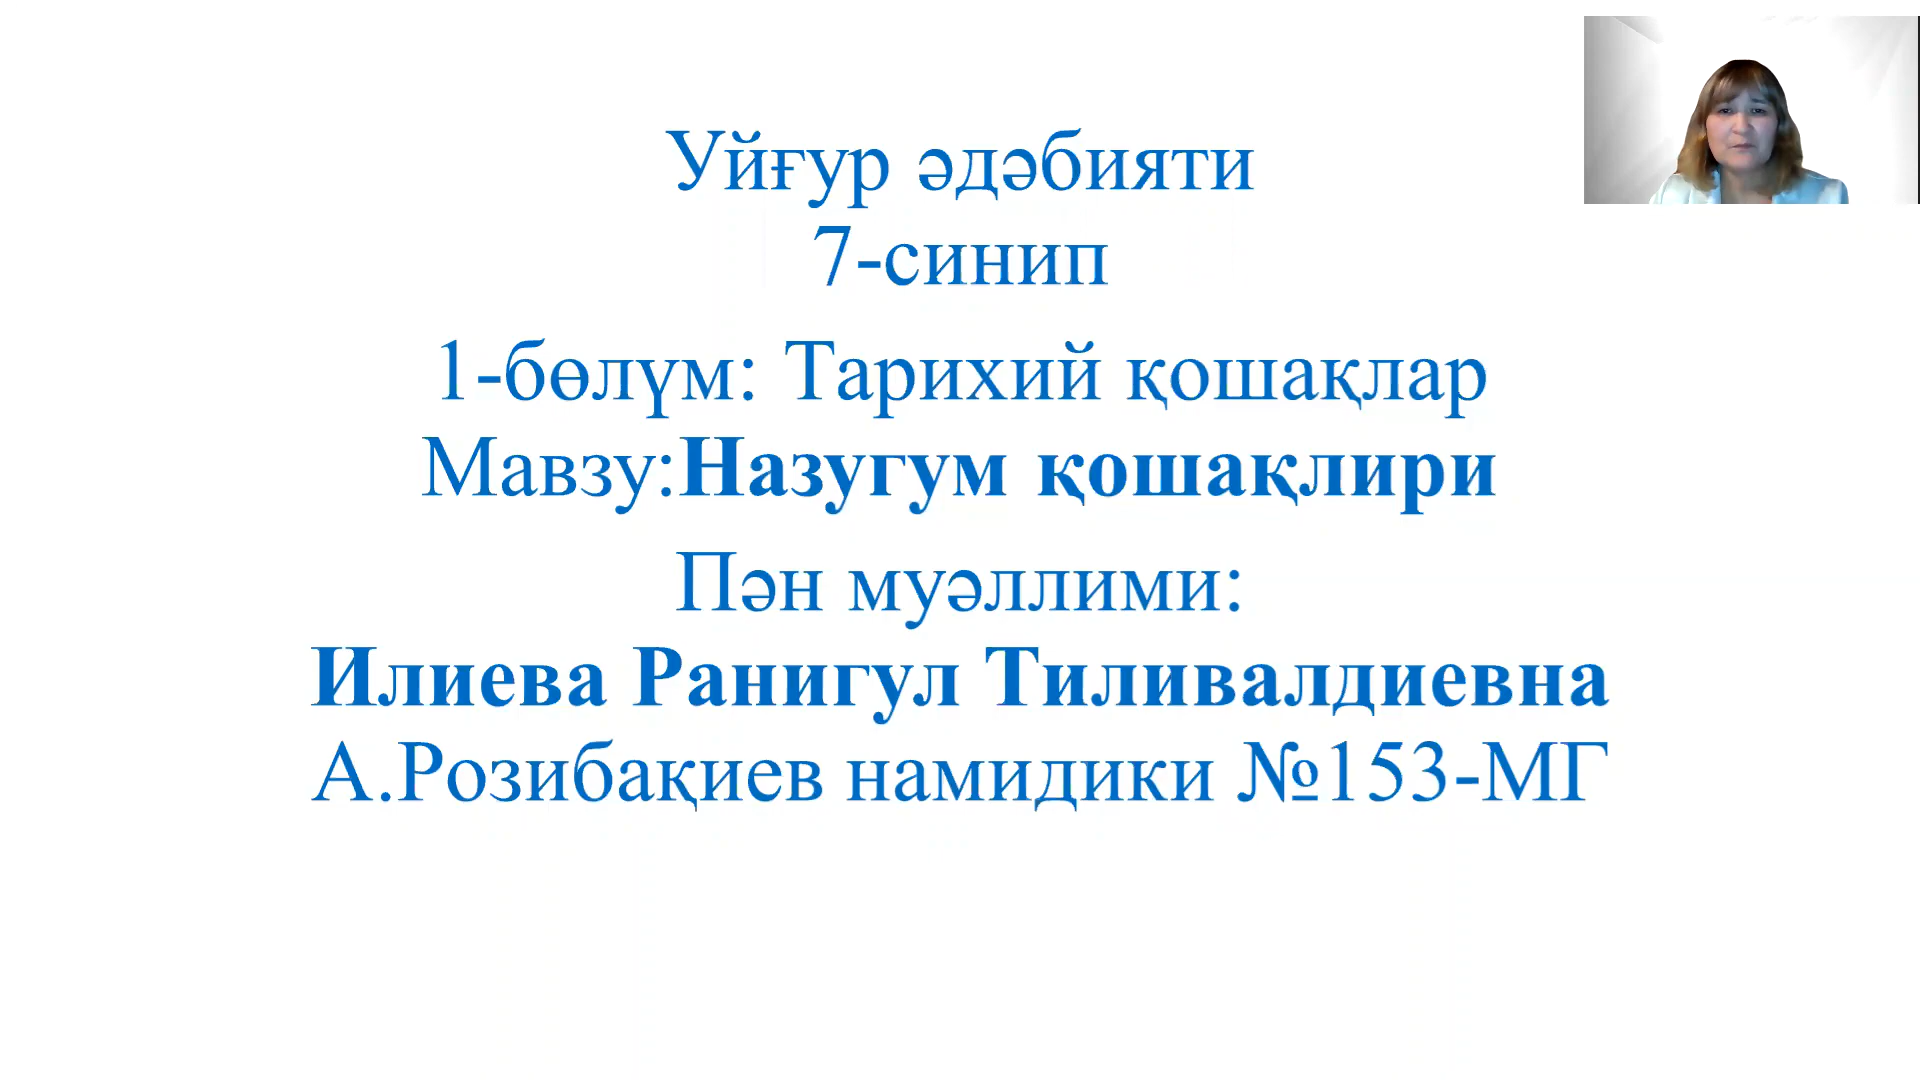 Уйғур әдәбияти
7-синип
1-бөлүм: Тарихий қошақлар
Мавзу:Назугум қошақлири
Пән муәллими:
Илиева Ранигул Тиливалдиевна
А.Розибақиев намидики №153-МГ